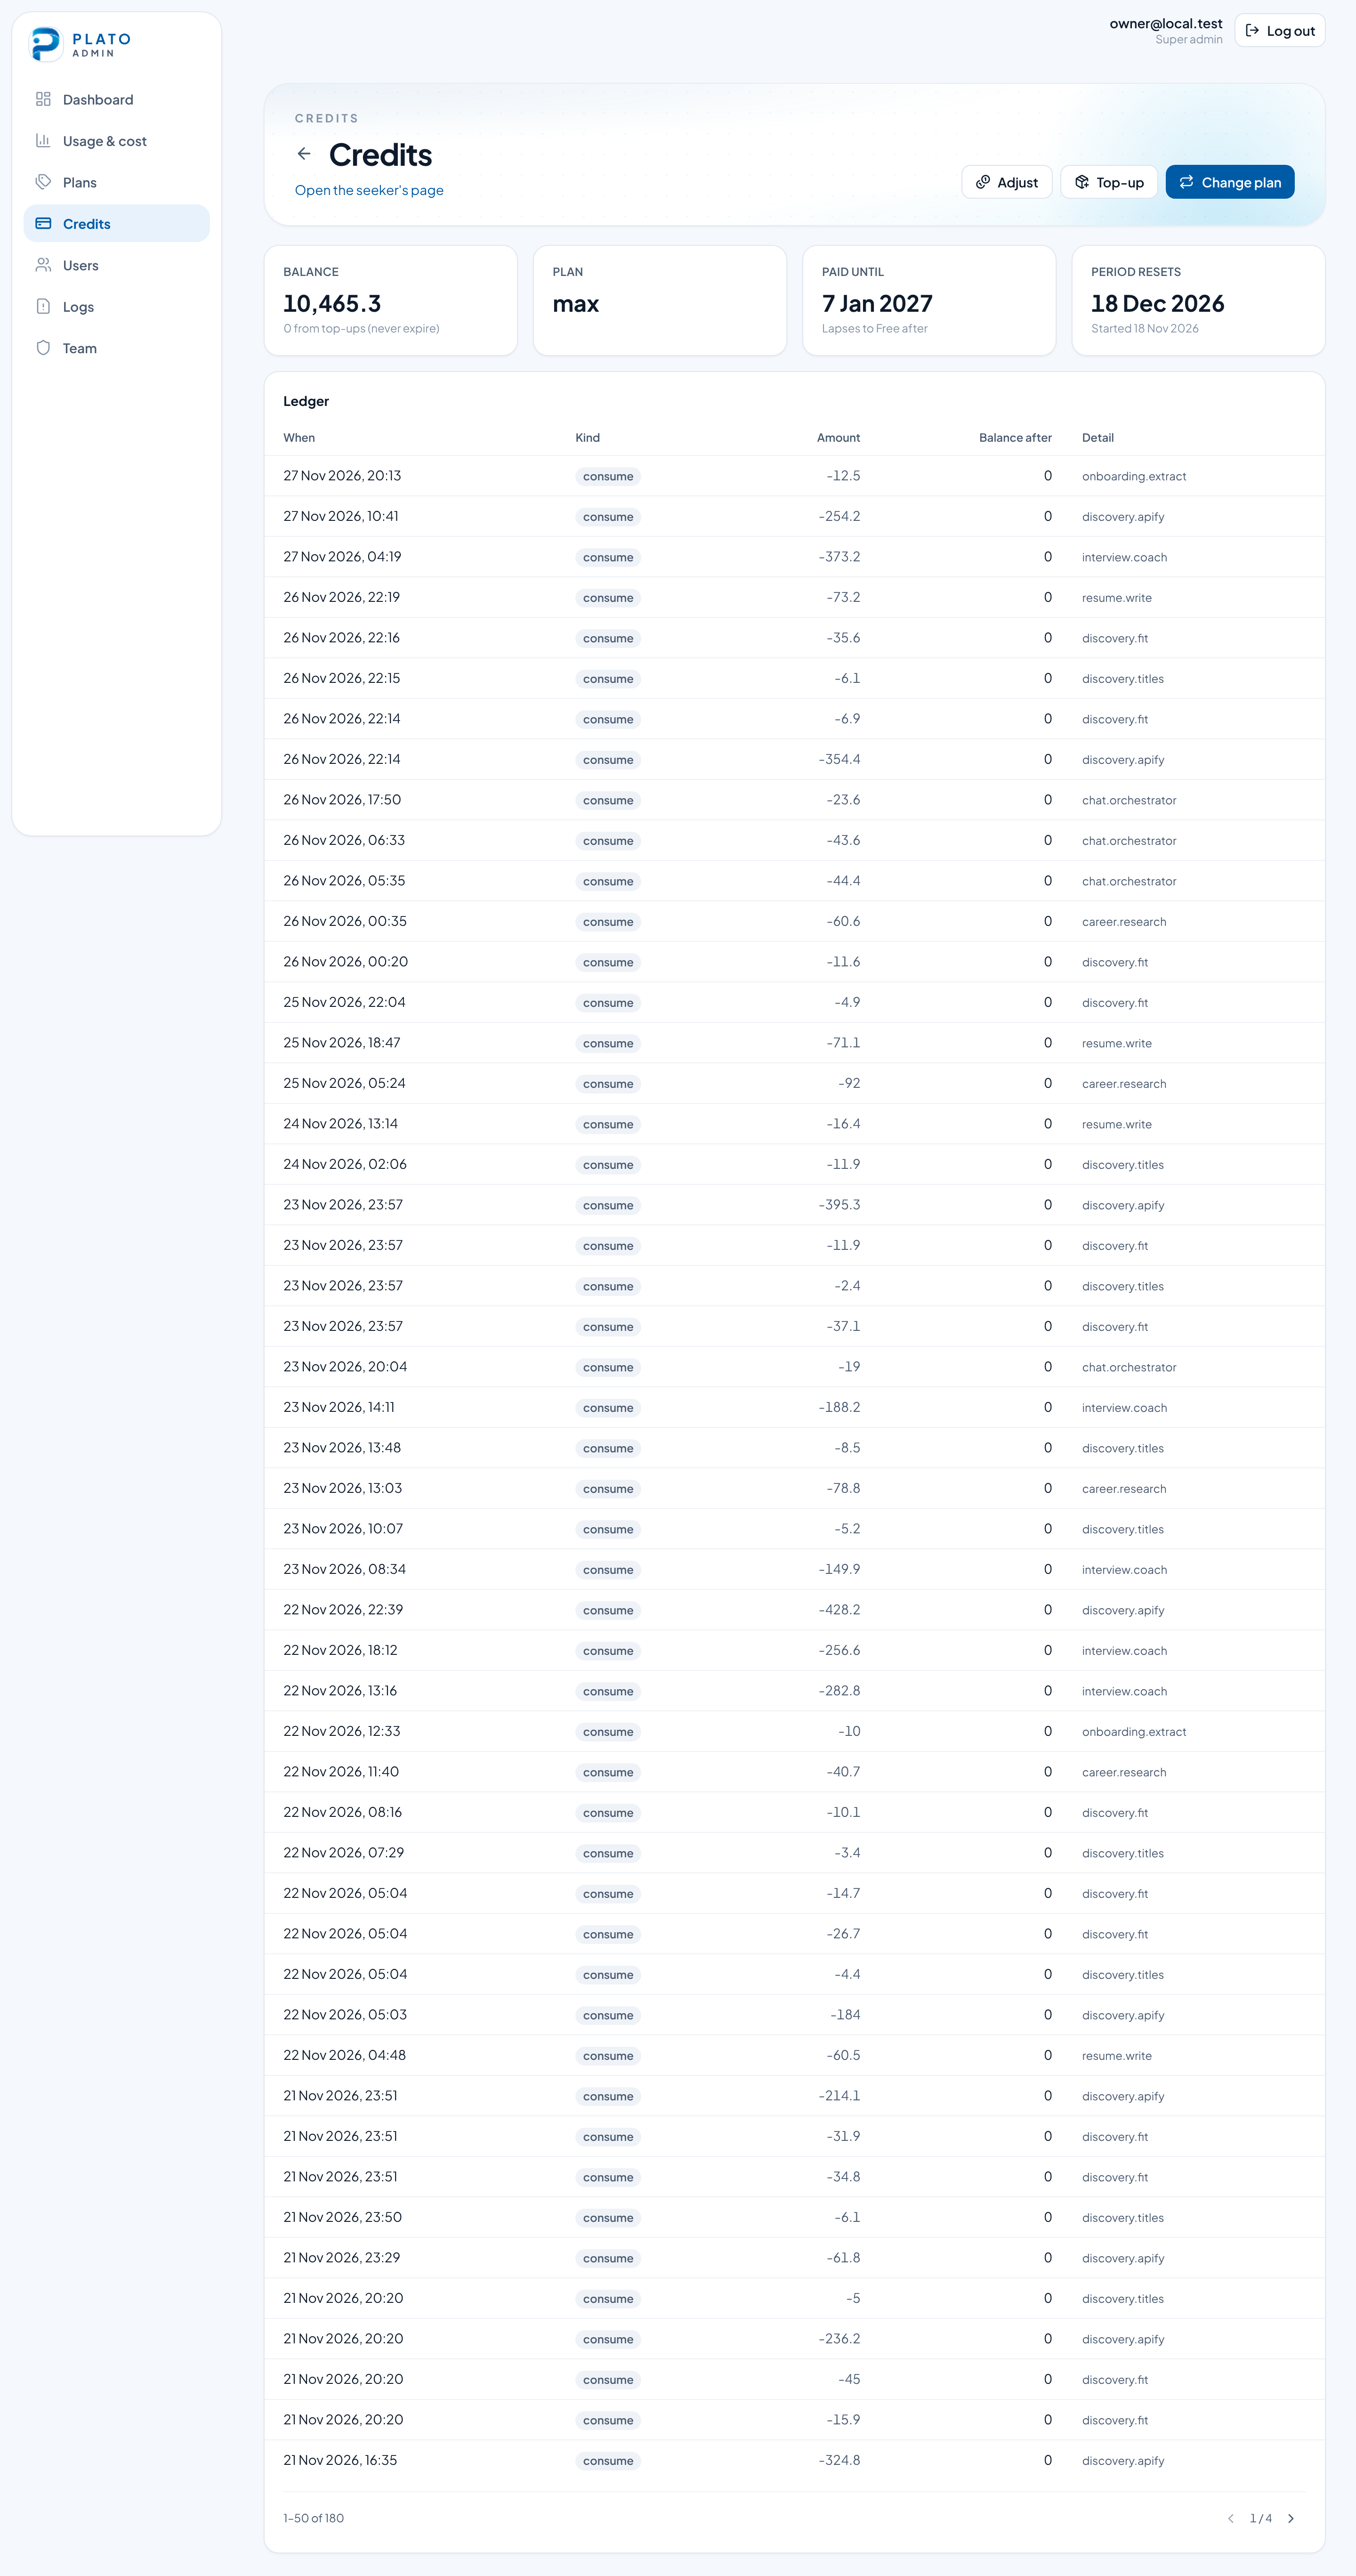 PLATO
ADMIN
Dashboard
Usage & cost
Plans
Credits
Users
Logs
Team
owner@local.test
Super admin
Log out
CREDITS
Credits
Open the seeker's page
Adjust
Top-up
Change plan
BALANCE
10,465.3
0 from top-ups (never expire)
PLAN
max
PAID UNTIL
7 Jan 2027
Lapses to Free after
PERIOD RESETS
18 Dec 2026
Started 18 Nov 2026
Ledger
When Kind Amount Balance after Detail
27 Nov 2026, 20:13 consume -12.5 0 onboarding.extract
27 Nov 2026, 10:41 consume -254.2 0 discovery.apify
27 Nov 2026, 04:19 consume -373.2 0 interview.coach
26 Nov 2026, 22:19 consume -73.2 0 resume.write
26 Nov 2026, 22:16 consume -35.6 0 discovery.fit
26 Nov 2026, 22:15 consume -6.1 0 discovery.titles
26 Nov 2026, 22:14 consume -6.9 0 discovery.fit
26 Nov 2026, 22:14 consume -354.4 0 discovery.apify
26 Nov 2026, 17:50 consume -23.6 0 chat.orchestrator
26 Nov 2026, 06:33 consume -43.6 0 chat.orchestrator
26 Nov 2026, 05:35 consume -44.4 0 chat.orchestrator
26 Nov 2026, 00:35 consume -60.6 0 career.research
26 Nov 2026, 00:20 consume -11.6 0 discovery.fit
25 Nov 2026, 22:04 consume -4.9 0 discovery.fit
25 Nov 2026, 18:47 consume -71.1 0 resume.write
25 Nov 2026, 05:24 consume -92 0 career.research
24 Nov 2026, 13:14 consume -16.4 0 resume.write
24 Nov 2026, 02:06 consume -11.9 0 discovery.titles
23 Nov 2026, 23:57 consume -395.3 0 discovery.apify
23 Nov 2026, 23:57 consume -11.9 0 discovery.fit
23 Nov 2026, 23:57 consume -2.4 0 discovery.titles
23 Nov 2026, 23:57 consume -37.1 0 discovery.fit
23 Nov 2026, 20:04 consume -19 0 chat.orchestrator
23 Nov 2026, 14:11 consume -188.2 0 interview.coach
23 Nov 2026, 13:48 consume -8.5 0 discovery.titles
23 Nov 2026, 13:03 consume -78.8 0 career.research
23 Nov 2026, 10:07 consume -5.2 0 discovery.titles
23 Nov 2026, 08:34 consume -149.9 0 interview.coach
22 Nov 2026, 22:39 consume -428.2 0 discovery.apify
22 Nov 2026, 18:12 consume -256.6 0 interview.coach
22 Nov 2026, 13:16 consume -282.8 0 interview.coach
22 Nov 2026, 12:33 consume -10 0 onboarding.extract
22 Nov 2026, 11:40 consume -40.7 0 career.research
22 Nov 2026, 08:16 consume -10.1 0 discovery.fit
22 Nov 2026, 07:29 consume -3.4 0 discovery.titles
22 Nov 2026, 05:04 consume -14.7 0 discovery.fit
22 Nov 2026, 05:04 consume -26.7 0 discovery.fit
22 Nov 2026, 05:04 consume -4.4 0 discovery.titles
22 Nov 2026, 05:03 consume -184 0 discovery.apify
22 Nov 2026, 04:48 consume -60.5 0 resume.write
21 Nov 2026, 23:51 consume -214.1 0 discovery.apify
21 Nov 2026, 23:51 consume -31.9 0 discovery.fit
21 Nov 2026, 23:51 consume -34.8 0 discovery.fit
21 Nov 2026, 23:50 consume -6.1 0 discovery.titles
21 Nov 2026, 23:29 consume -61.8 0 discovery.apify
21 Nov 2026, 20:20 consume -5 0 discovery.titles
21 Nov 2026, 20:20 consume -236.2 0 discovery.apify
21 Nov 2026, 20:20 consume -45 0 discovery.fit
21 Nov 2026, 20:20 consume -15.9 0 discovery.fit
21 Nov 2026, 16:35 consume -324.8 0 discovery.apify
1–50 of 180
1 / 4